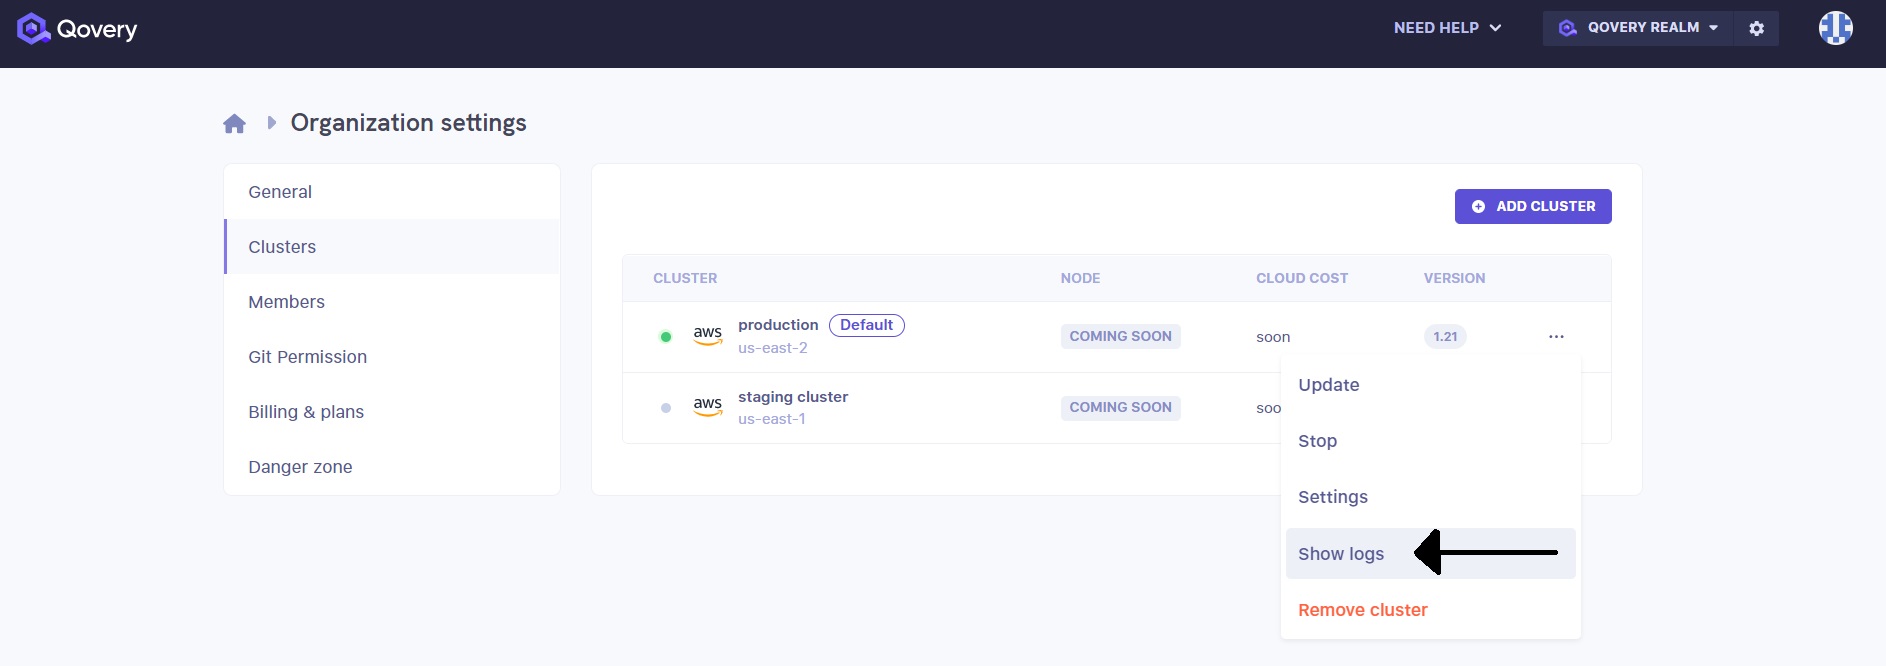 Qovery
NEED HELP
QOVERY REALM
Organization settings
General
Clusters
Members
Git Permission
Billing & plans
Danger zone
ADD CLUSTER
CLUSTER NODE CLOUD COST VERSION
aws production Default COMING SOON soon 1.21 ...
us-east-2
aws staging cluster COMING SOON soo
us-east-1
Update
Stop
Settings
Show logs
Remove cluster